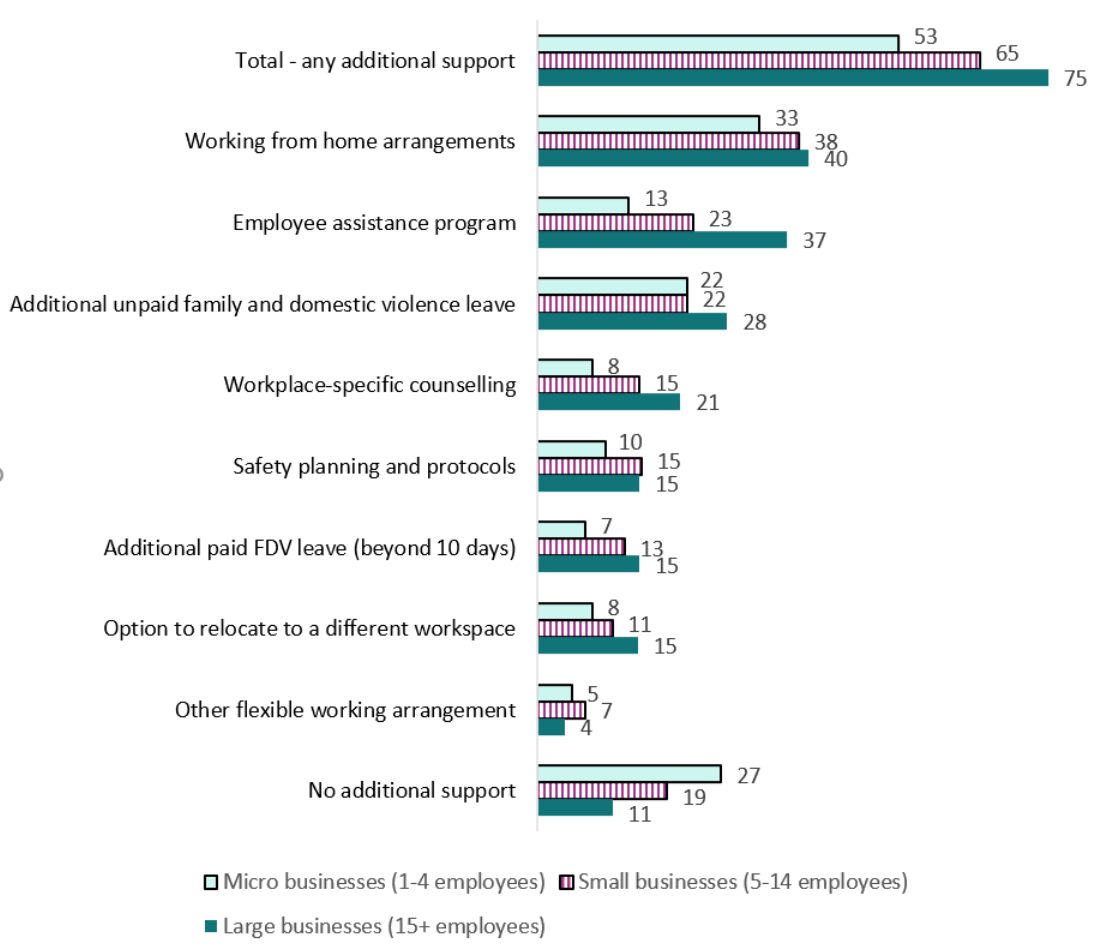 Total - any additional support
53
65
75
Working from home arrangements
33
38
40
Employee assistance program
13
23
37
Additional unpaid family and domestic violence leave
22
22
28
Workplace-specific counselling
8
15
21
Safety planning and protocols
10
15
15
Additional paid FDV leave (beyond 10 days)
7
13
15
Option to relocate to a different workspace
8
11
15
Other flexible working arrangement
5
7
4
No additional support
27
19
11
Micro businesses (1-4 employees) Small businesses (5-14 employees)
Large businesses (15+ employees)